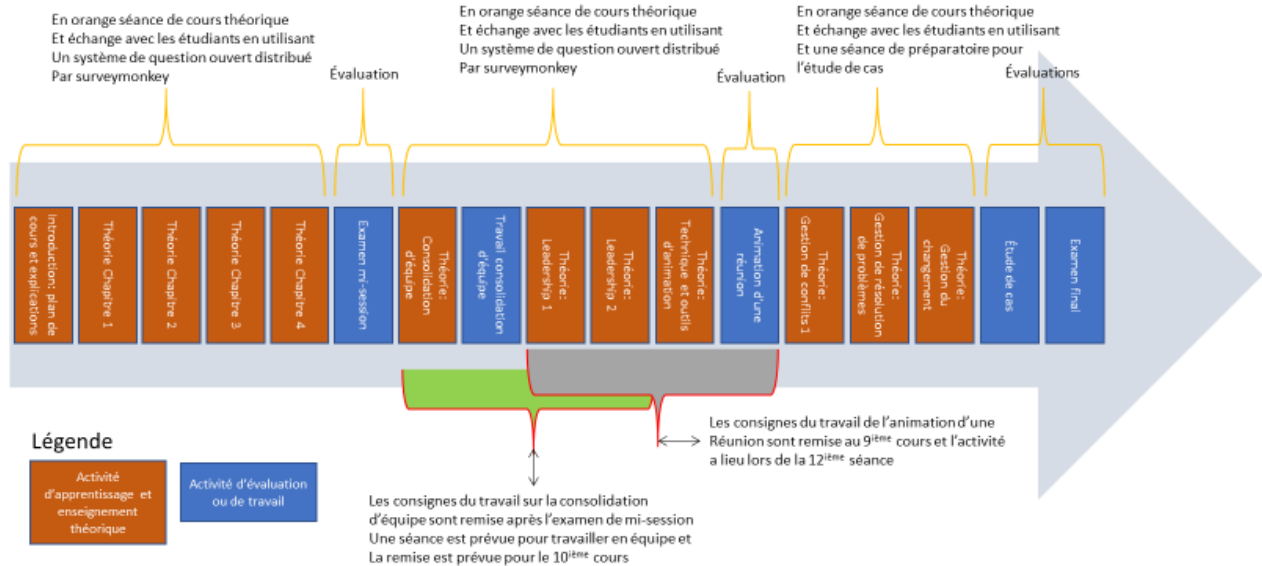 En orange séance de cours théorique
Et échange avec les étudiants en utilisant
Un système de question ouvert distribué
Par surveymonkey
Évaluation
En orange séance de cours théorique
Et échange avec les étudiants en utilisant
Un système de question ouvert distribué
Par surveymonkey
Évaluation
En orange séance de cours théorique
Et échange avec les étudiants en utilisant
Et une séance de préparatoire pour
l'étude de cas
Évaluations
Introduction: plan de
cours et explications
Théorie Chapitre 1
Théorie Chapitre 2
Théorie Chapitre 3
Théorie Chapitre 4
Examen mi-session
Théorie:
Consolidation
d'équipe
Travail consolidation
d'équipe
Théorie:
Leadership 1
Théorie:
Leadership 2
Théorie:
Technique et outils
d'animation
Animation d'une
réunion
Théorie:
Gestion de conflits 1
Théorie:
Gestion de résolution
de problèmes
Théorie:
Gestion du
changement
Étude de cas
Examen final
Les consignes du travail de l'animation d'une
Réunion sont remise au 9ième cours et l'activité
a lieu lors de la 12ième séance
Légende
Activité
d'apprentissage et
enseignement
théorique
Activité d'évaluation
ou de travail
Les consignes du travail sur la consolidation
d'équipe sont remise après l'examen de mi-session
Une séance est prévue pour travailler en équipe et
La remise est prévue pour le 10ième cours